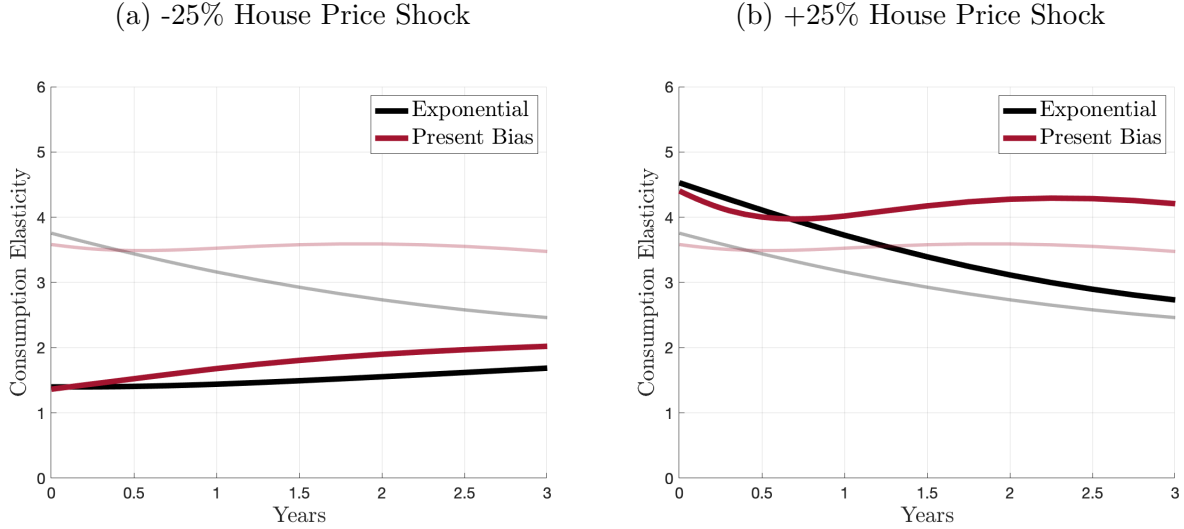 (a) -25% House Price Shock
6
5
4
3
2
1
0
Consumption Elasticity
Exponential
Present Bias
0 0.5 1 1.5 2 2.5 3
Years
(b) +25% House Price Shock
6
5
4
3
2
1
0
Consumption Elasticity
Exponential
Present Bias
0 0.5 1 1.5 2 2.5 3
Years